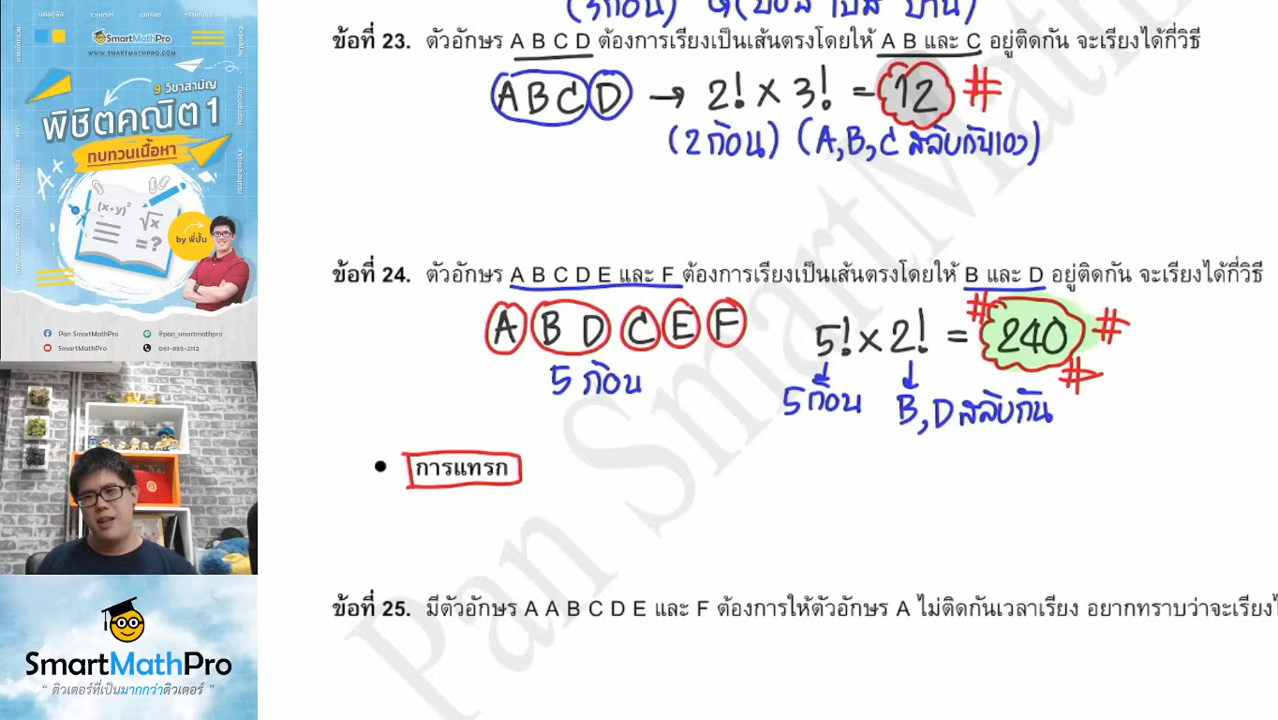 (3ก้อน)
ข้อที่ 23. ตัวอักษร A B C D ต้องการเรียงเป็นเส้นตรงโดยให้ A B และ C อยู่ติดกัน จะเรียงได้กี่วิธี
A B C D → 2! × 3! = 12 #
(2ก้อน) (A, B, C สลับกันเอง)
ข้อที่ 24. ตัวอักษร A B C D E และ F ต้องการเรียงเป็นเส้นตรงโดยให้ B และ D อยู่ติดกัน จะเรียงได้กี่วิธี
A B D C E F 5! × 2! = # 240 # #
5 ก้อน
5ก้อน B, D สลับกัน
• การแทรก
ข้อที่ 25. มีตัวอักษร A A B C D E และ F ต้องการให้ตัวอักษร A ไม่ติดกันเวลาเรียง อยากทราบว่าจะเรียงไ
Pan SmartMath
SmartMathPro
WWW.SMARTMATHPRO.COM
9 วิชาสามัญ
พิชิตคณิต 1
ทบทวนเนื้อหา
A+
(x+y)²
√x
=?
by พี่ปั้น
Pan SmartMathPro
@pan_smartmathpro
SmartMathPro
061-835-2112
SmartMathPro
“ ติวเตอร์ที่เป็นมากกว่าติวเตอร์ ”